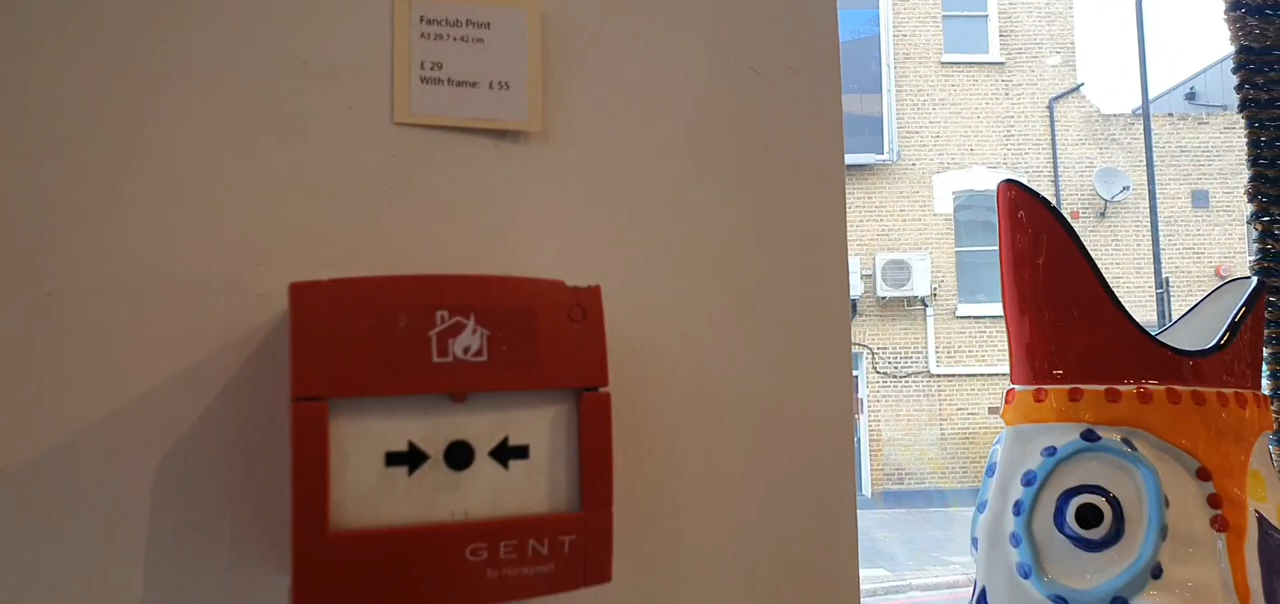 Fanclub Print
A3 29.7 x 42 cm
£ 29
With frame: £ 55
GENT
by Honeywell